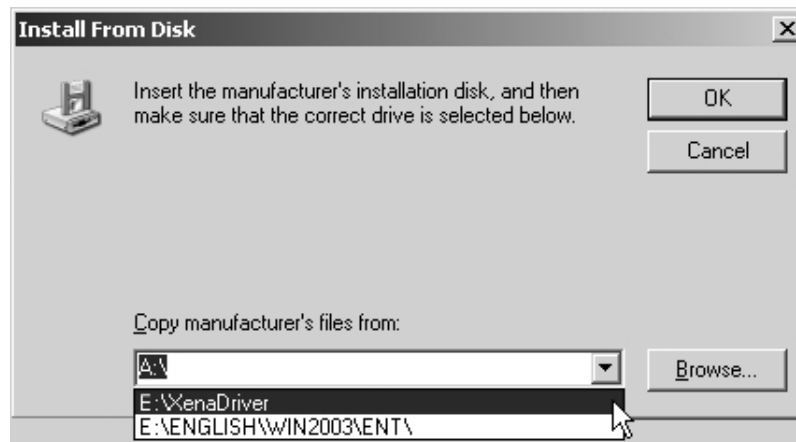 Install From Disk
Insert the manufacturer's installation disk, and then
make sure that the correct drive is selected below.
OK
Cancel
Copy manufacturer's files from:
A:\
Browse...
E:\XenaDriver
E:\ENGLISH\WIN2003\ENT\